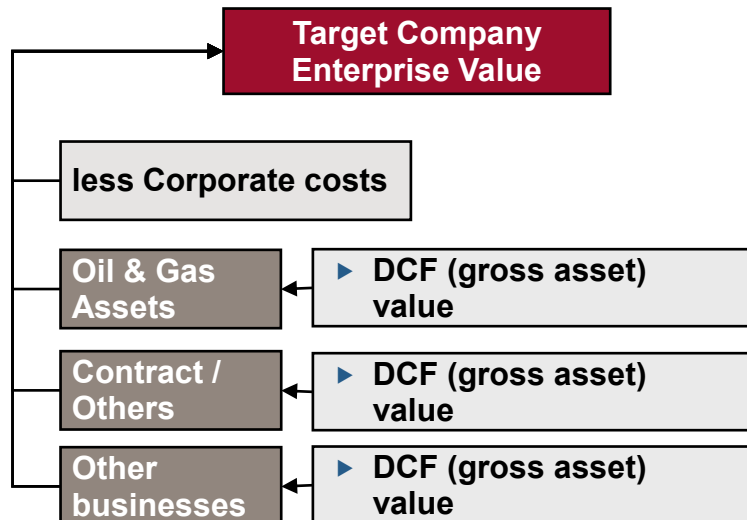 Target Company
Enterprise Value
less Corporate costs
Oil & Gas
Assets
DCF (gross asset)
value
Contract /
Others
DCF (gross asset)
value
Other
businesses
DCF (gross asset)
value